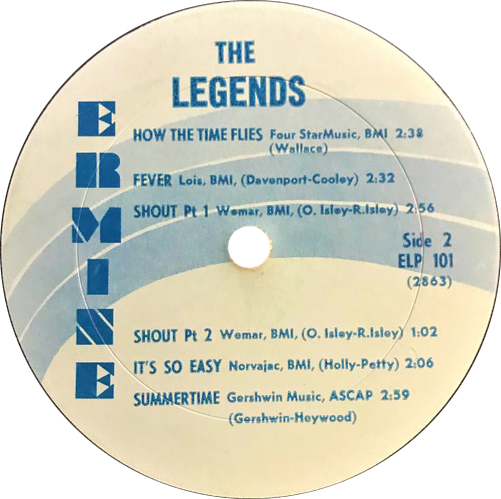 THE
LEGENDS
ERMINE
HOW THE TIME FLIES Four StarMusic, BMI 2:38
(Wallace)
FEVER Lois, BMI, (Davenport-Cooley) 2:32
SHOUT Pt 1 Wemar, BMI, (O. Isley-R.Isley) 2:56
Side 2
ELP 101
(2863)
SHOUT Pt 2 Wemar, BMI, (O. Isley-R.Isley) 1:02
IT'S SO EASY Norvajac, BMI, (Holly-Petty) 2:06
SUMMERTIME Gershwin Music, ASCAP 2:59
(Gershwin-Heywood)